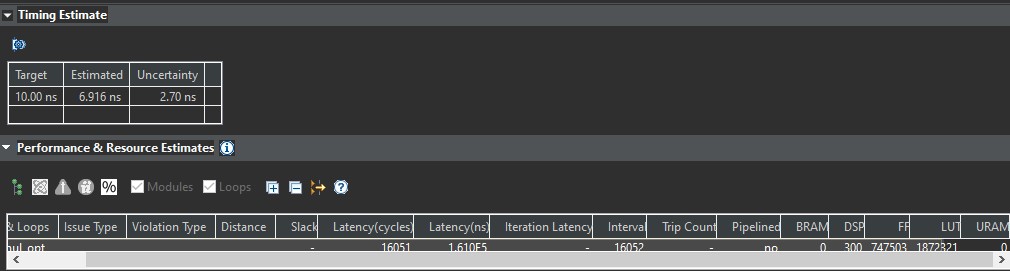 Timing Estimate
Target Estimated Uncertainty
10.00 ns 6.916 ns 2.70 ns
Performance & Resource Estimates
% Modules Loops
& Loops Issue Type Violation Type Distance Slack Latency(cycles) Latency(ns) Iteration Latency Interval Trip Count Pipelined BRAM DSP FF LUT URAM
- 16051 1.610E5 - 16052 - no 0 300 747503 1872321 0